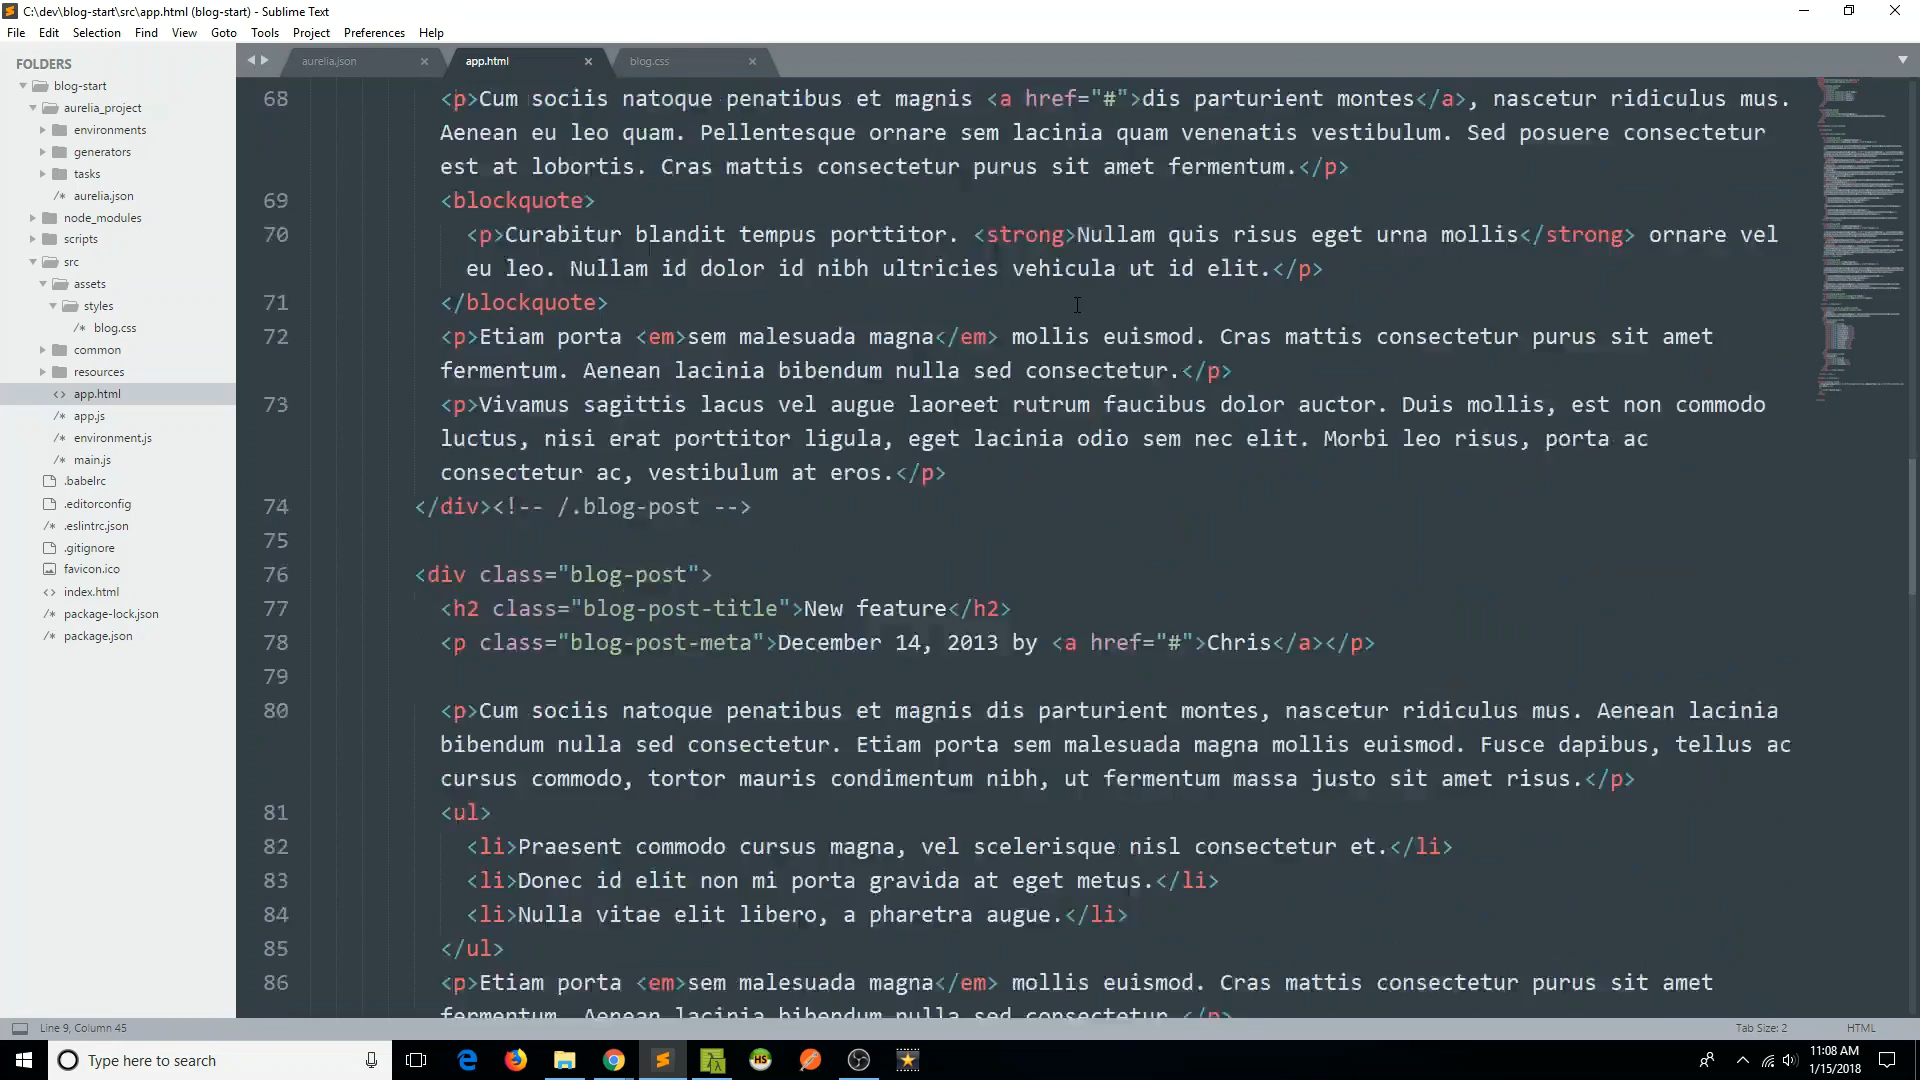 C:\dev\blog-start\src\app.html (blog-start) - Sublime Text
File Edit Selection Find View Goto Tools Project Preferences Help
FOLDERS
blog-start
aurelia_project
environments
generators
tasks
aurelia.json
node_modules
scripts
src
assets
styles
blog.css
common
resources
app.html
app.js
environment.js
main.js
.babelrc
.editorconfig
.eslintrc.json
.gitignore
favicon.ico
index.html
package-lock.json
package.json
aurelia.json app.html blog.css
68 <p>Cum sociis natoque penatibus et magnis <a href="#">dis parturient montes</a>, nascetur ridiculus mus.
Aenean eu leo quam. Pellentesque ornare sem lacinia quam venenatis vestibulum. Sed posuere consectetur
est at lobortis. Cras mattis consectetur purus sit amet fermentum.</p>
69 <blockquote>
70 <p>Curabitur blandit tempus porttitor. <strong>Nullam quis risus eget urna mollis</strong> ornare vel
eu leo. Nullam id dolor id nibh ultricies vehicula ut id elit.</p>
71 </blockquote>
72 <p>Etiam porta <em>sem malesuada magna</em> mollis euismod. Cras mattis consectetur purus sit amet
fermentum. Aenean lacinia bibendum nulla sed consectetur.</p>
73 <p>Vivamus sagittis lacus vel augue laoreet rutrum faucibus dolor auctor. Duis mollis, est non commodo
luctus, nisi erat porttitor ligula, eget lacinia odio sem nec elit. Morbi leo risus, porta ac
consectetur ac, vestibulum at eros.</p>
74 </div><!-- /.blog-post -->
75
76 <div class="blog-post">
77 <h2 class="blog-post-title">New feature</h2>
78 <p class="blog-post-meta">December 14, 2013 by <a href="#">Chris</a></p>
79
80 <p>Cum sociis natoque penatibus et magnis dis parturient montes, nascetur ridiculus mus. Aenean lacinia
bibendum nulla sed consectetur. Etiam porta sem malesuada magna mollis euismod. Fusce dapibus, tellus ac
cursus commodo, tortor mauris condimentum nibh, ut fermentum massa justo sit amet risus.</p>
81 <ul>
82 <li>Praesent commodo cursus magna, vel scelerisque nisl consectetur et.</li>
83 <li>Donec id elit non mi porta gravida at eget metus.</li>
84 <li>Nulla vitae elit libero, a pharetra augue.</li>
85 </ul>
86 <p>Etiam porta <em>sem malesuada magna</em> mollis euismod. Cras mattis consectetur purus sit amet
fermentum. Aenean lacinia bibendum nulla sed consectetur.</p>
Line 9, Column 45 Tab Size: 2 HTML
Type here to search
HS
11:08 AM
1/15/2018